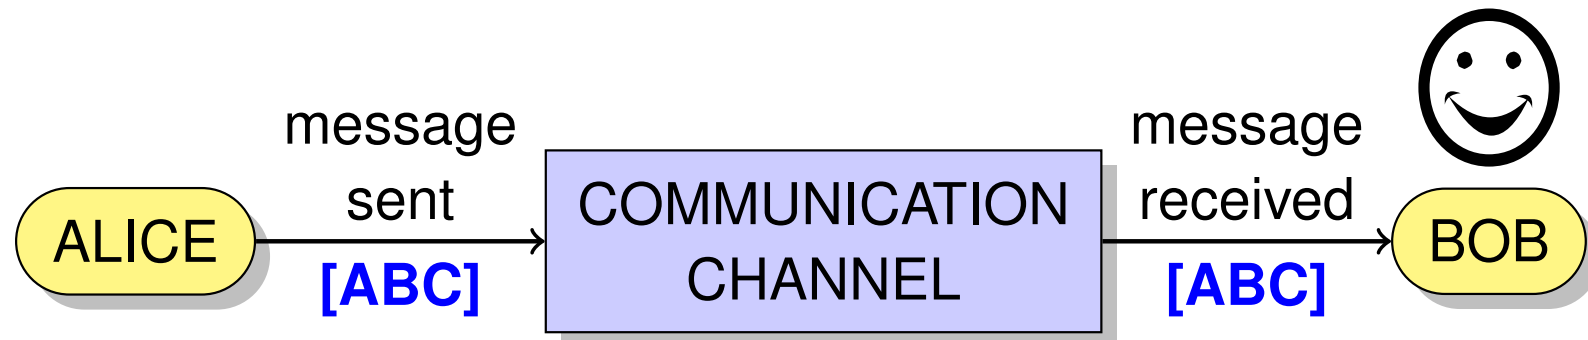 ALICE
message
sent
[ABC]
COMMUNICATION
CHANNEL
message
received
[ABC]
BOB